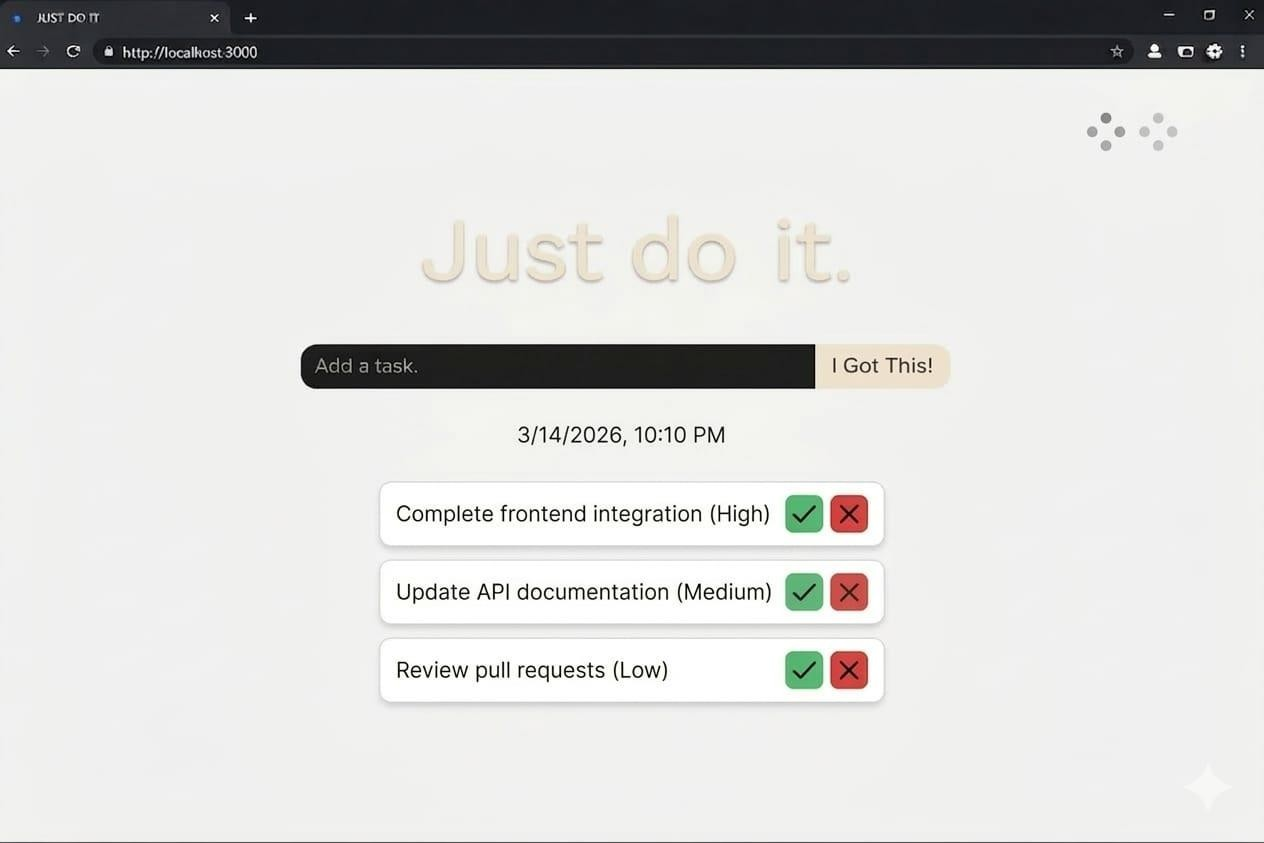 JUST DO IT
http://localhost:3000
Just do it.
Add a task.
I Got This!
3/14/2026, 10:10 PM
Complete frontend integration (High)
Update API documentation (Medium)
Review pull requests (Low)